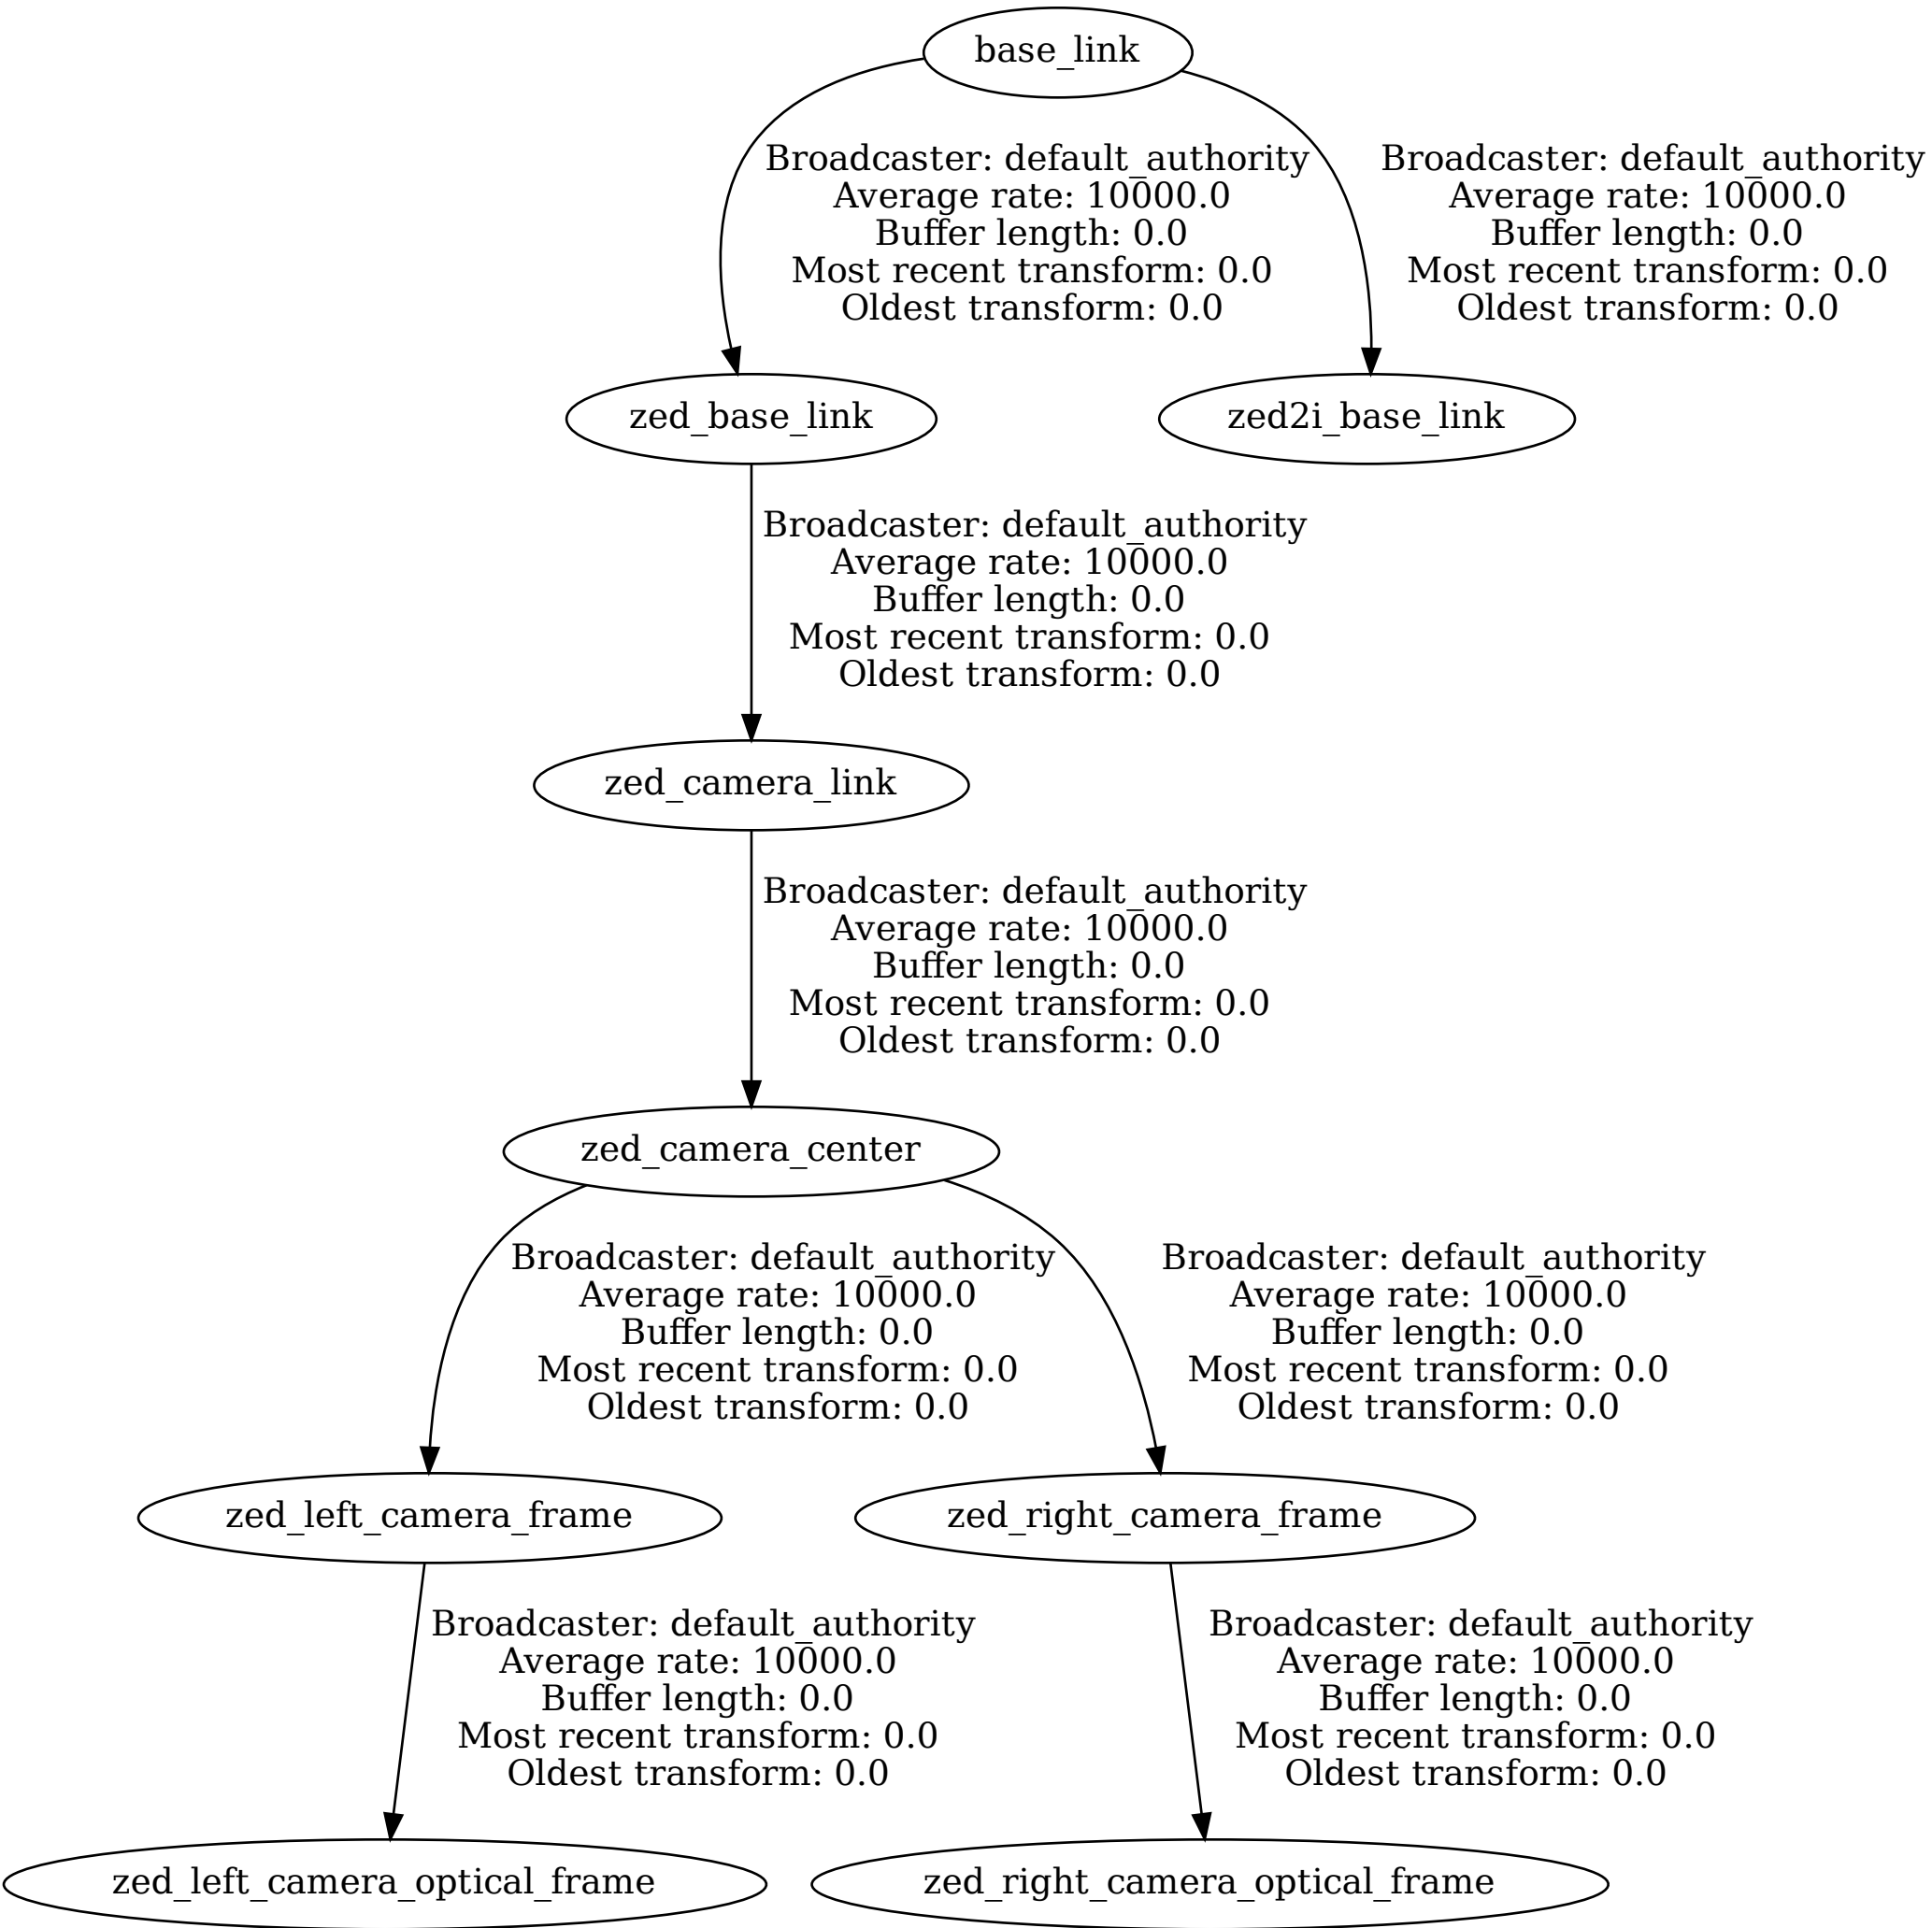 base_link
Broadcaster: default_authority
Average rate: 10000.0
Buffer length: 0.0
Most recent transform: 0.0
Oldest transform: 0.0
Broadcaster: default_authority
Average rate: 10000.0
Buffer length: 0.0
Most recent transform: 0.0
Oldest transform: 0.0
zed_base_link
zed2i_base_link
Broadcaster: default_authority
Average rate: 10000.0
Buffer length: 0.0
Most recent transform: 0.0
Oldest transform: 0.0
zed_camera_link
Broadcaster: default_authority
Average rate: 10000.0
Buffer length: 0.0
Most recent transform: 0.0
Oldest transform: 0.0
zed_camera_center
Broadcaster: default_authority
Average rate: 10000.0
Buffer length: 0.0
Most recent transform: 0.0
Oldest transform: 0.0
Broadcaster: default_authority
Average rate: 10000.0
Buffer length: 0.0
Most recent transform: 0.0
Oldest transform: 0.0
zed_left_camera_frame
zed_right_camera_frame
Broadcaster: default_authority
Average rate: 10000.0
Buffer length: 0.0
Most recent transform: 0.0
Oldest transform: 0.0
Broadcaster: default_authority
Average rate: 10000.0
Buffer length: 0.0
Most recent transform: 0.0
Oldest transform: 0.0
zed_left_camera_optical_frame
zed_right_camera_optical_frame